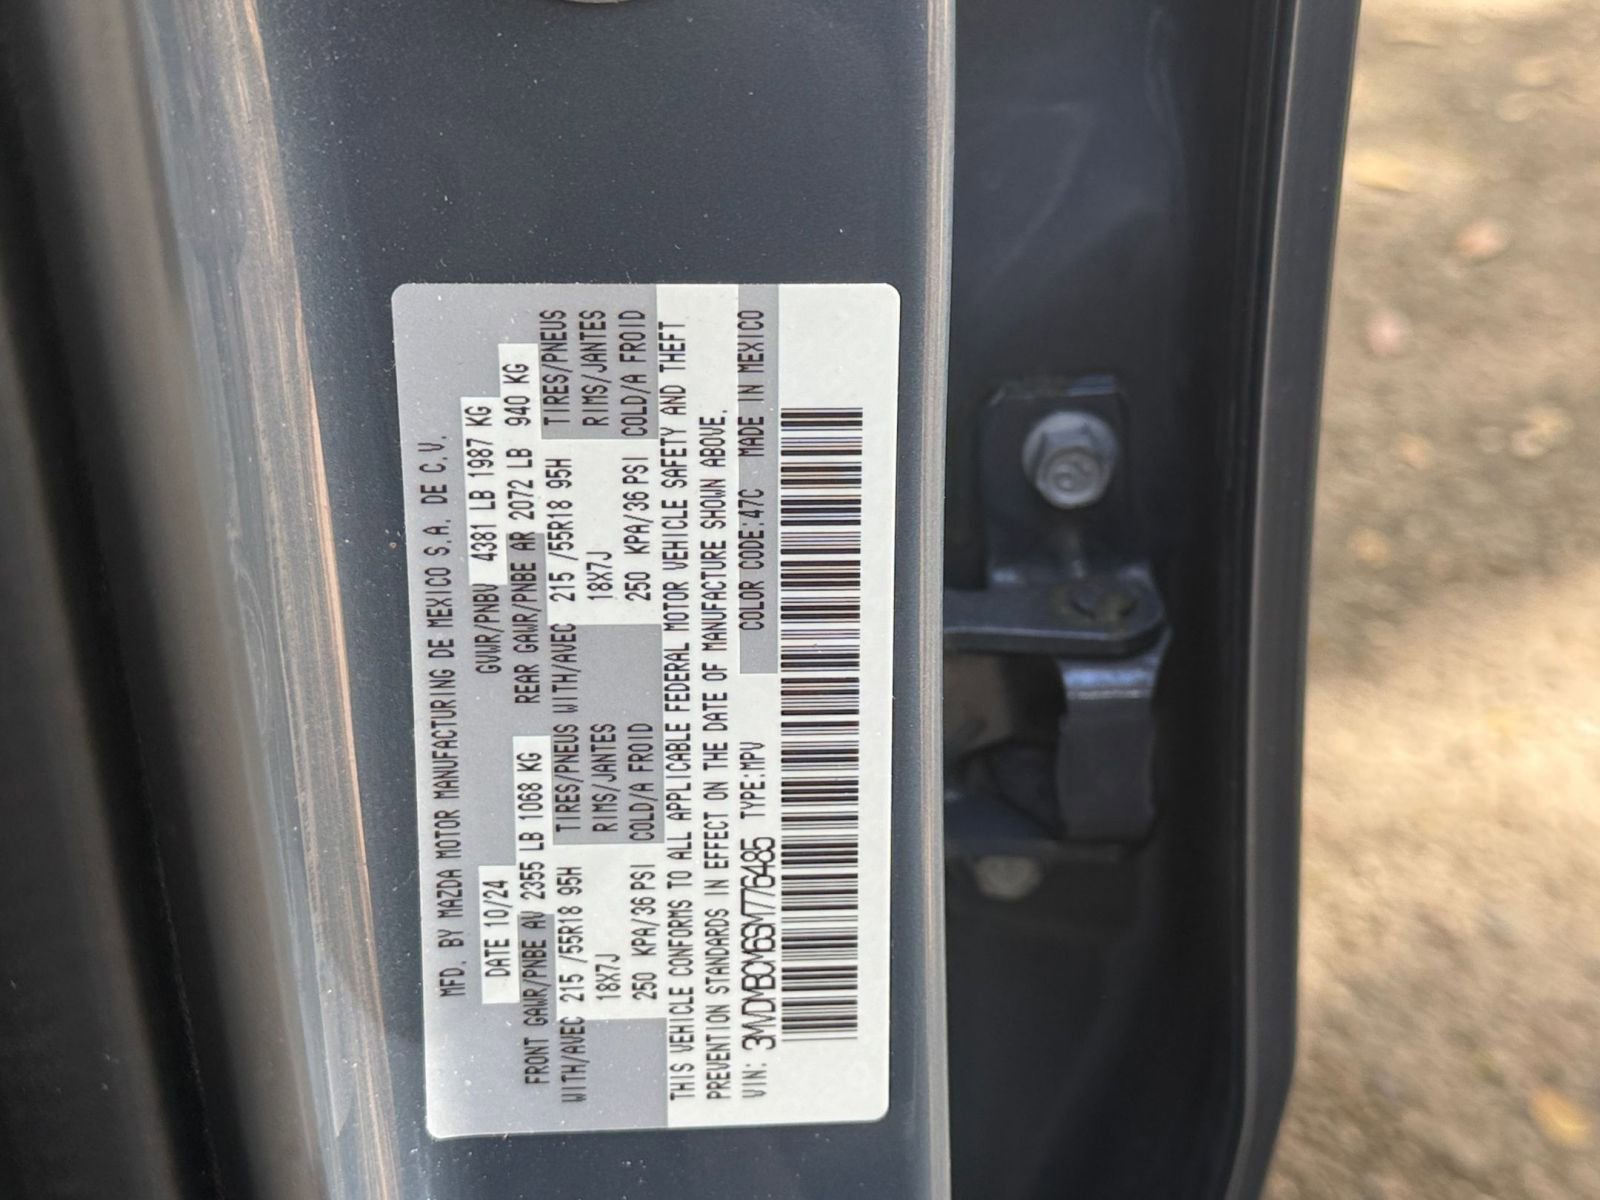 MFD. BY MAZDA MOTOR MANUFACTURING DE MEXICO S.A. DE C.V.
DATE 10/24 GVWR/PNBV 4381 LB 1987 KG
FRONT GAWR/PNBE AV 2355 LB 1068 KG REAR GAWR/PNBE AR 2072 LB 940 KG
WITH/AVEC 215 /55R18 95H TIRES/PNEUS WITH/AVEC 215 /55R18 95H TIRES/PNEUS
18X7J RIMS/JANTES 18X7J RIMS/JANTES
250 KPA/36 PSI COLD/A FROID 250 KPA/36 PSI COLD/A FROID
THIS VEHICLE CONFORMS TO ALL APPLICABLE FEDERAL MOTOR VEHICLE SAFETY AND THEFT
PREVENTION STANDARDS IN EFFECT ON THE DATE OF MANUFACTURE SHOWN ABOVE.
VIN: 3MVDMBCM6SM776485 TYPE:MPV COLOR CODE:47C MADE IN MEXICO